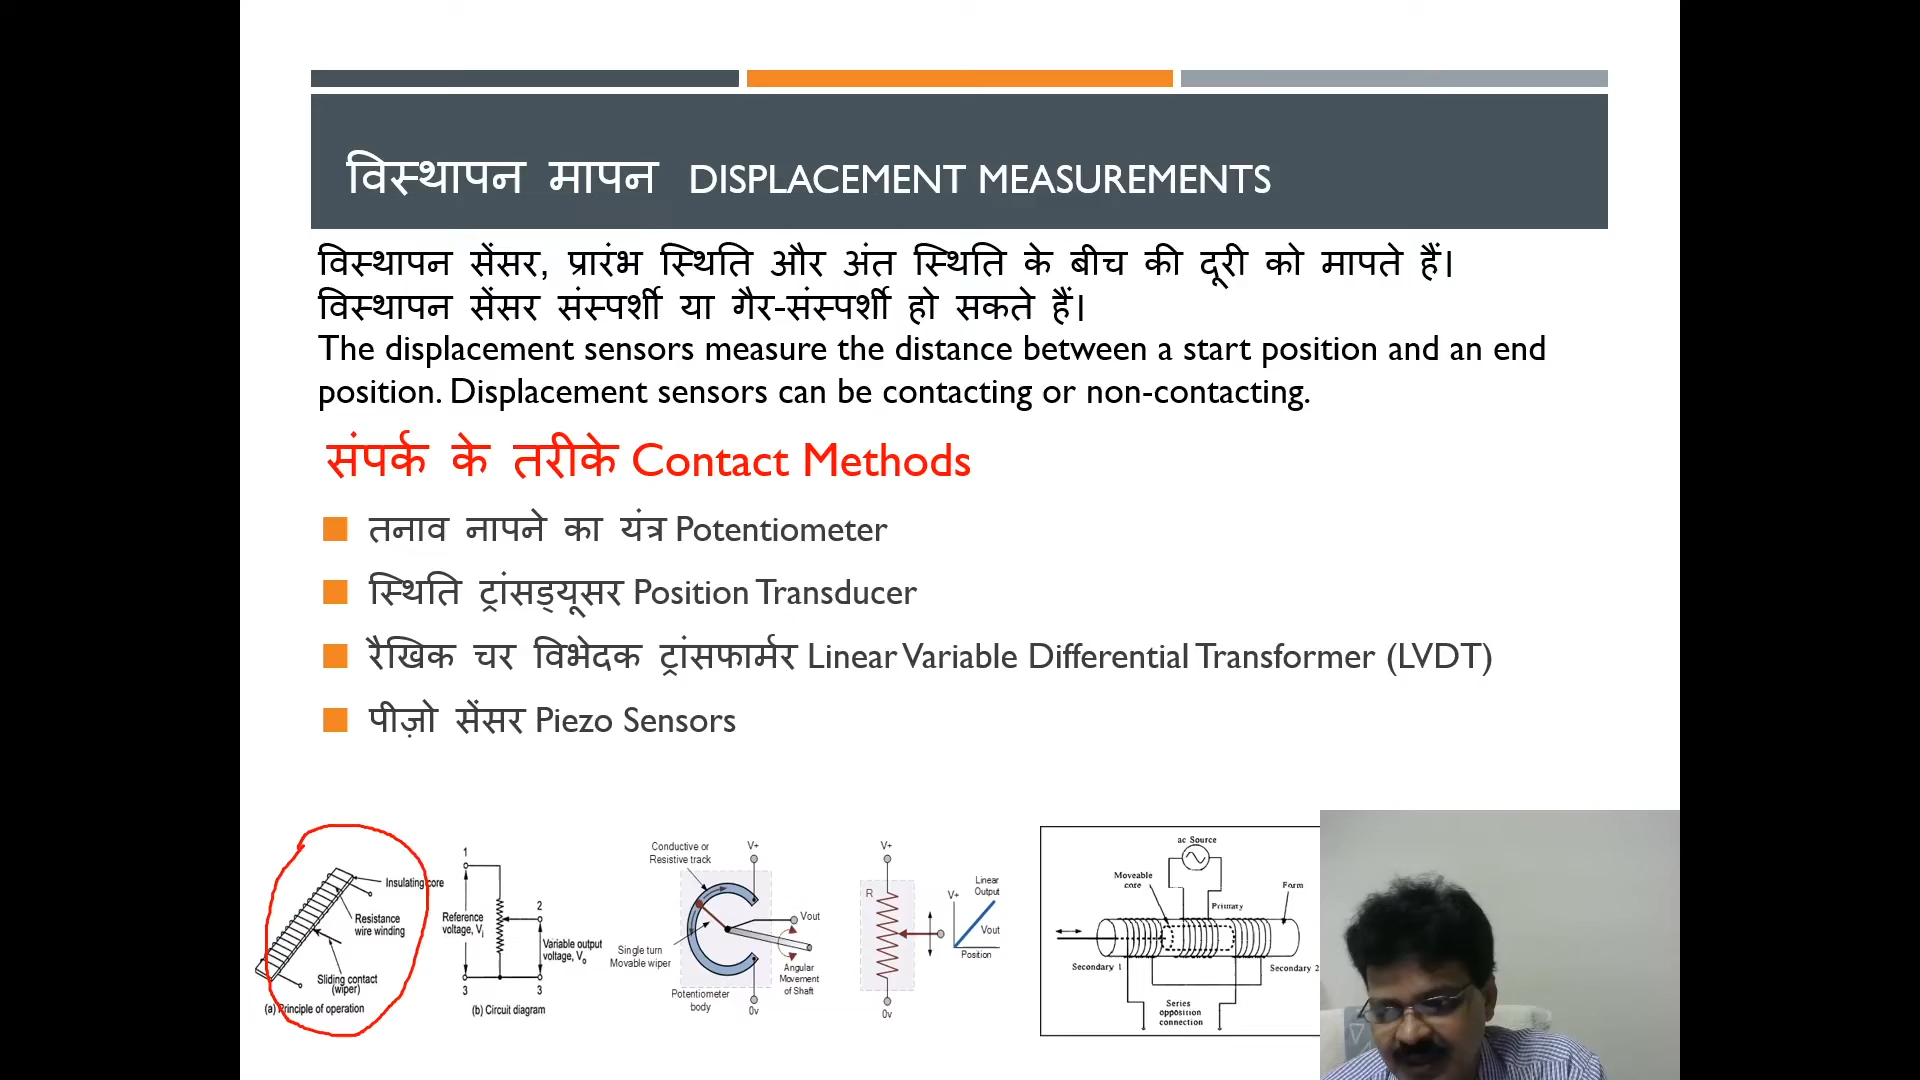 विस्थापन मापन DISPLACEMENT MEASUREMENTS
विस्थापन सेंसर, प्रारंभ स्थिति और अंत स्थिति के बीच की दूरी को मापते हैं।
विस्थापन सेंसर संस्पर्शी या गैर-संस्पर्शी हो सकते हैं।
The displacement sensors measure the distance between a start position and an end
position. Displacement sensors can be contacting or non-contacting.
संपर्क के तरीके Contact Methods
तनाव नापने का यंत्र Potentiometer
स्थिति ट्रांसड्यूसर Position Transducer
रैखिक चर विभेदक ट्रांसफार्मर Linear Variable Differential Transformer (LVDT)
पीज़ो सेंसर Piezo Sensors
Insulating core
Resistance
wire winding
Sliding contact
(wiper)
(a) Principle of operation
1
2
Reference
voltage, Vi
Variable output
voltage, Vo
3
3
(b) Circuit diagram
Conductive or
Resistive track
V+
Vout
Single turn
Movable wiper
Angular
Movement
of Shaft
Potentiometer
body
0v
V+
R
Linear
Output
V+
Vout
Position
0v
ac Source
Moveable
core
Form
Primary
Secondary 1
Secondary 2
Series
opposition
connection